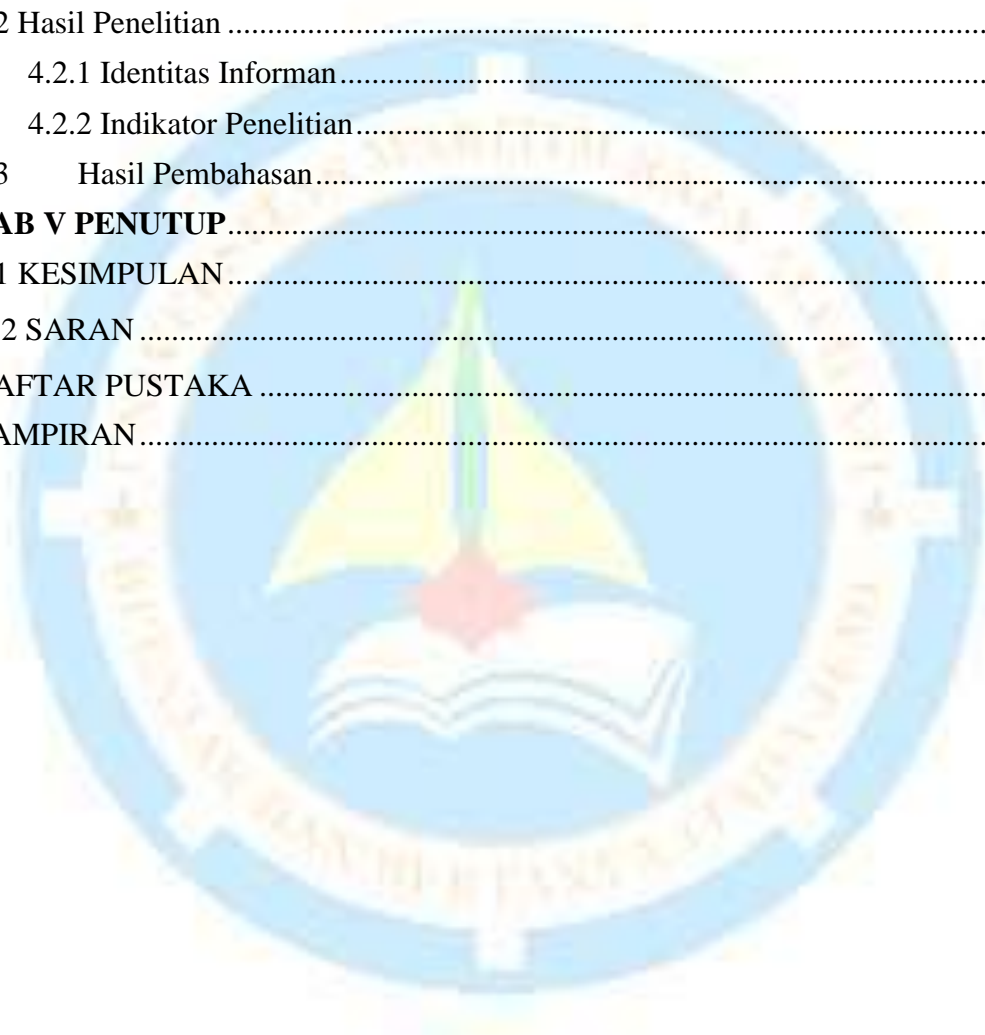 2 Hasil Penelitian ...................................................................................................
4.2.1 Identitas Informan ...................................................................................
4.2.2 Indikator Penelitian .................................................................................
3 Hasil Pembahasan .........................................................................................
AB V PENUTUP ...................................................................................................
1 KESIMPULAN ...................................................................................................
2 SARAN ...............................................................................................................
AFTAR PUSTAKA ...............................................................................................
AMPIRAN ...........................................................................................................